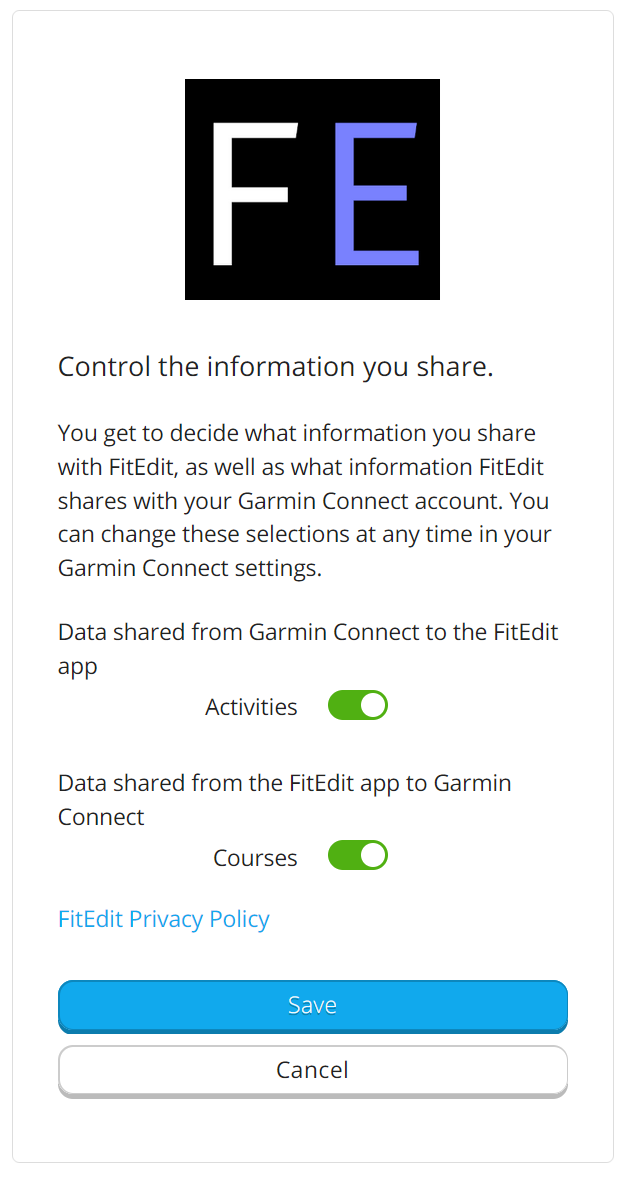 FE
Control the information you share.
You get to decide what information you share
with FitEdit, as well as what information FitEdit
shares with your Garmin Connect account. You
can change these selections at any time in your
Garmin Connect settings.
Data shared from Garmin Connect to the FitEdit
app
Activities
Data shared from the FitEdit app to Garmin
Connect
Courses
FitEdit Privacy Policy
Save
Cancel